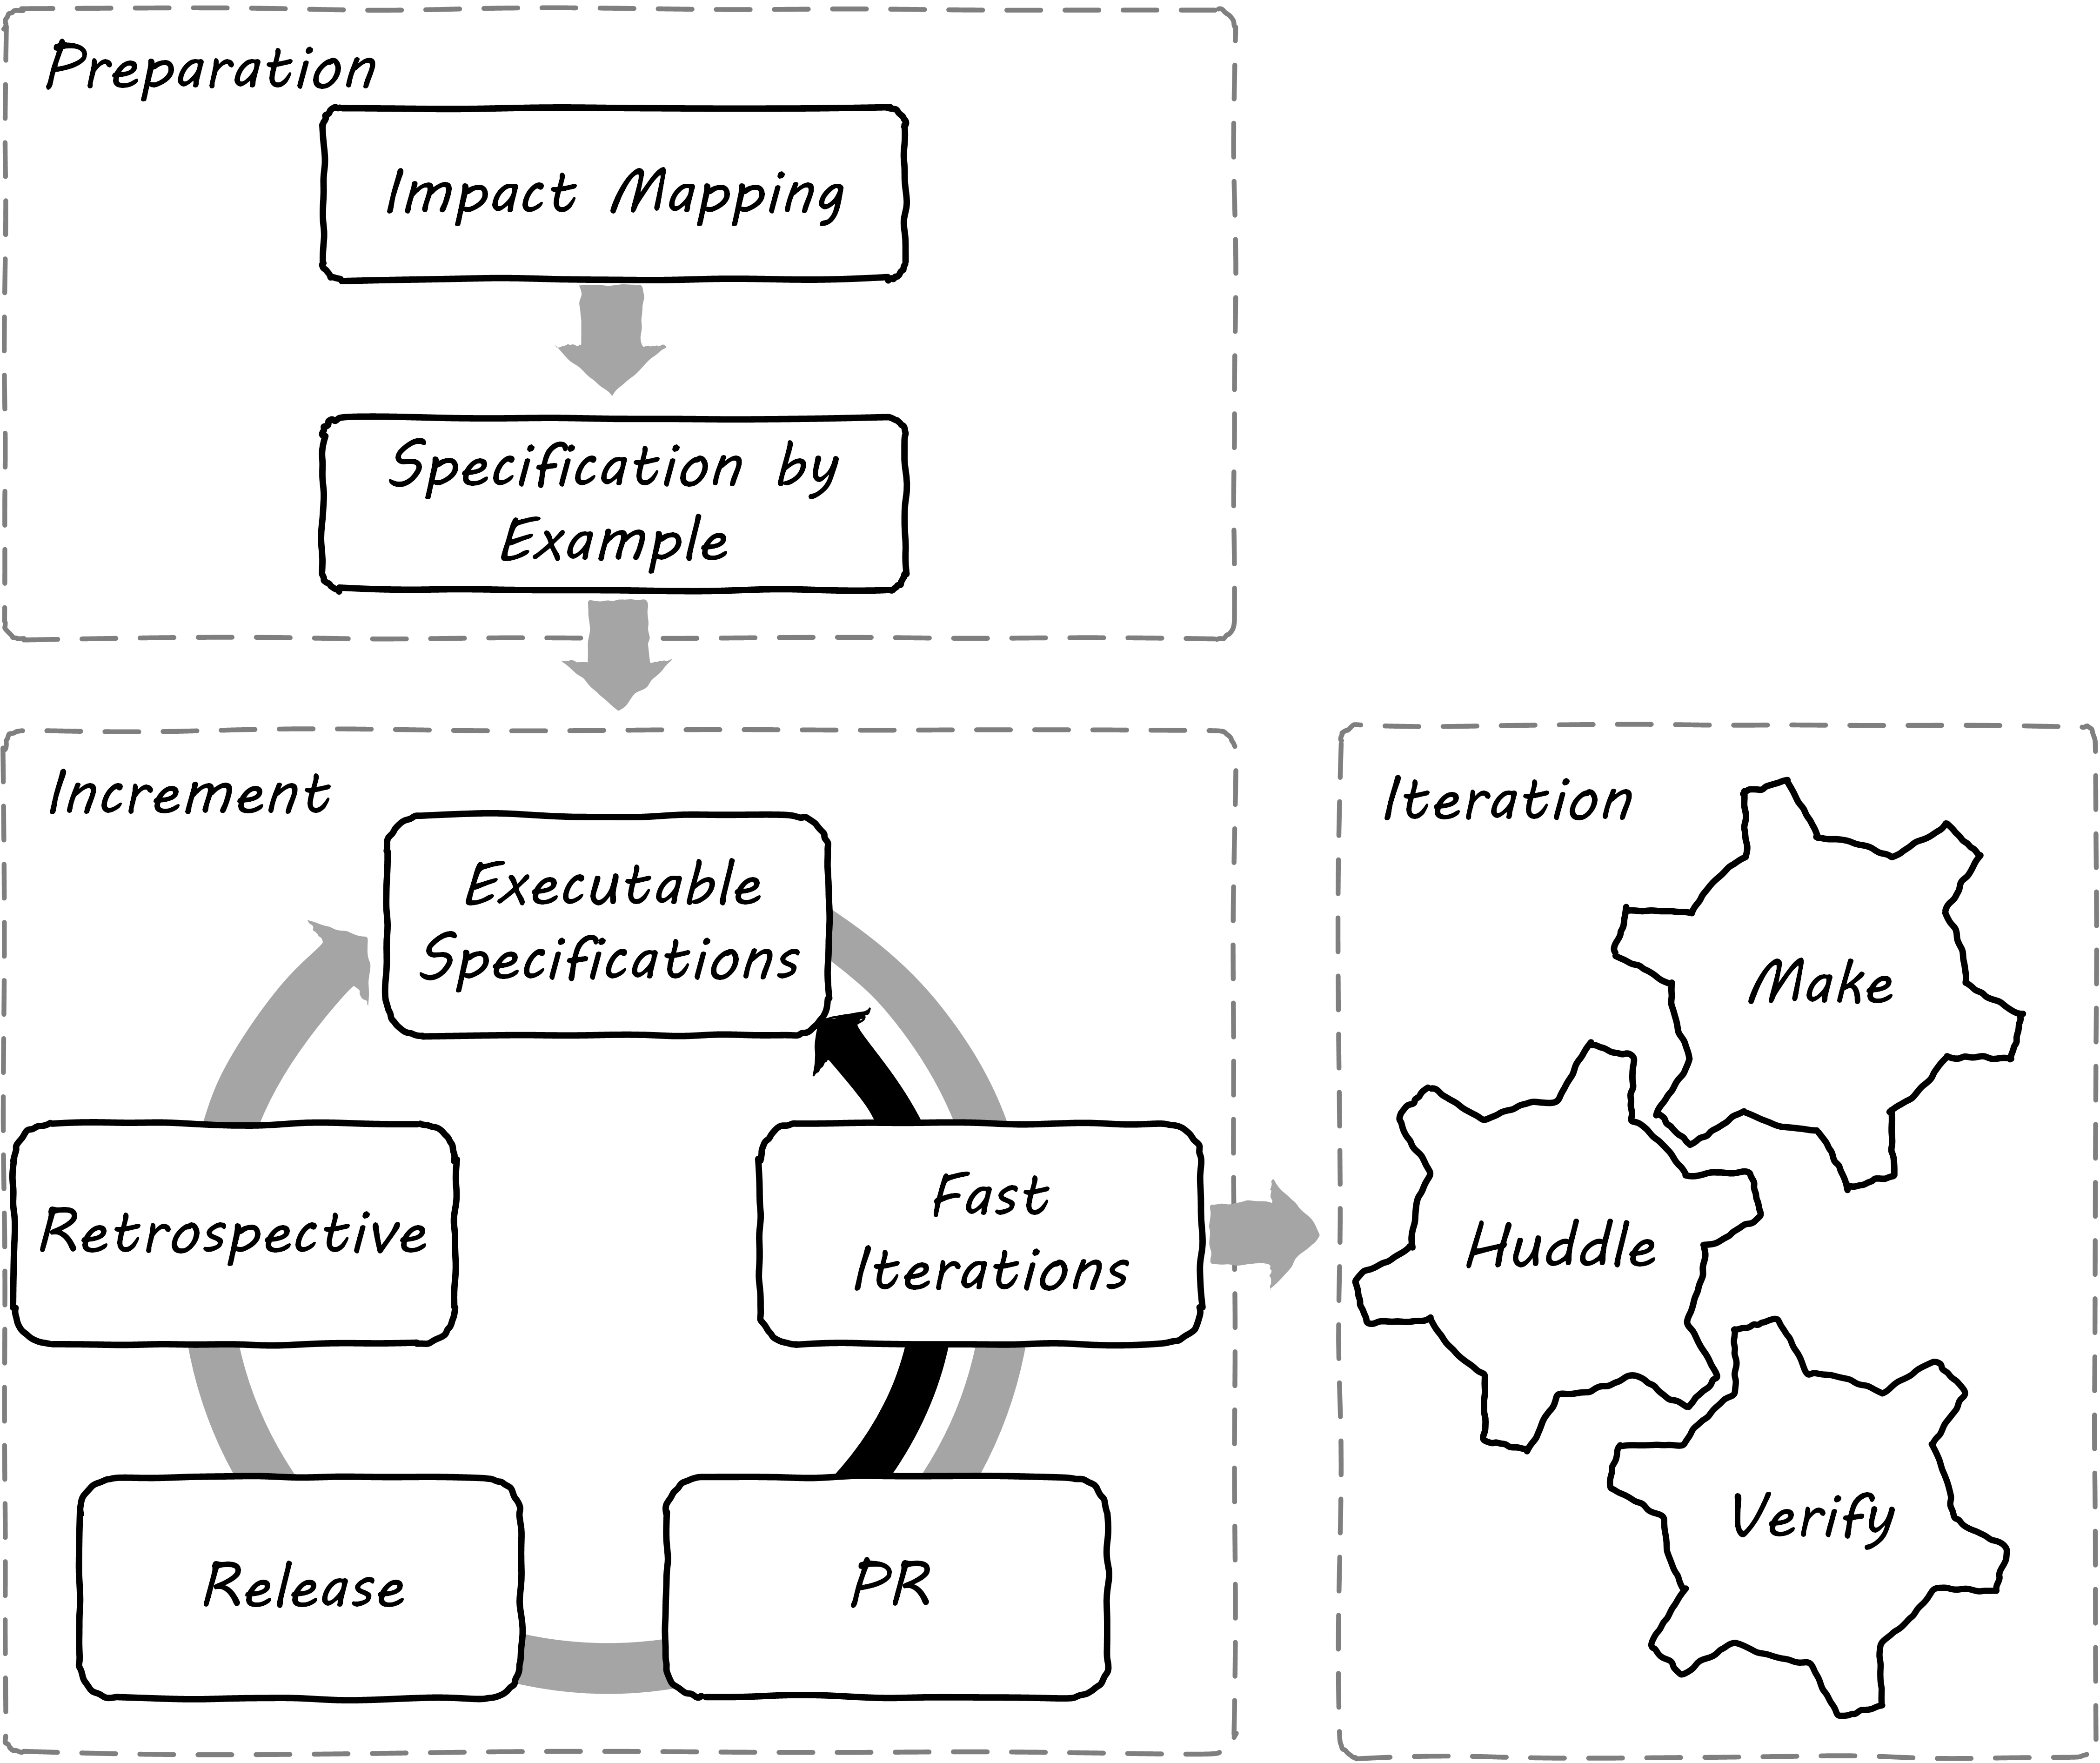 Preparation
Impact Mapping
Specification by
Example
Increment
Executable
Specifications
Retrospective
Fast
Iterations
Release
PR
Iteration
Make
Huddle
Verify